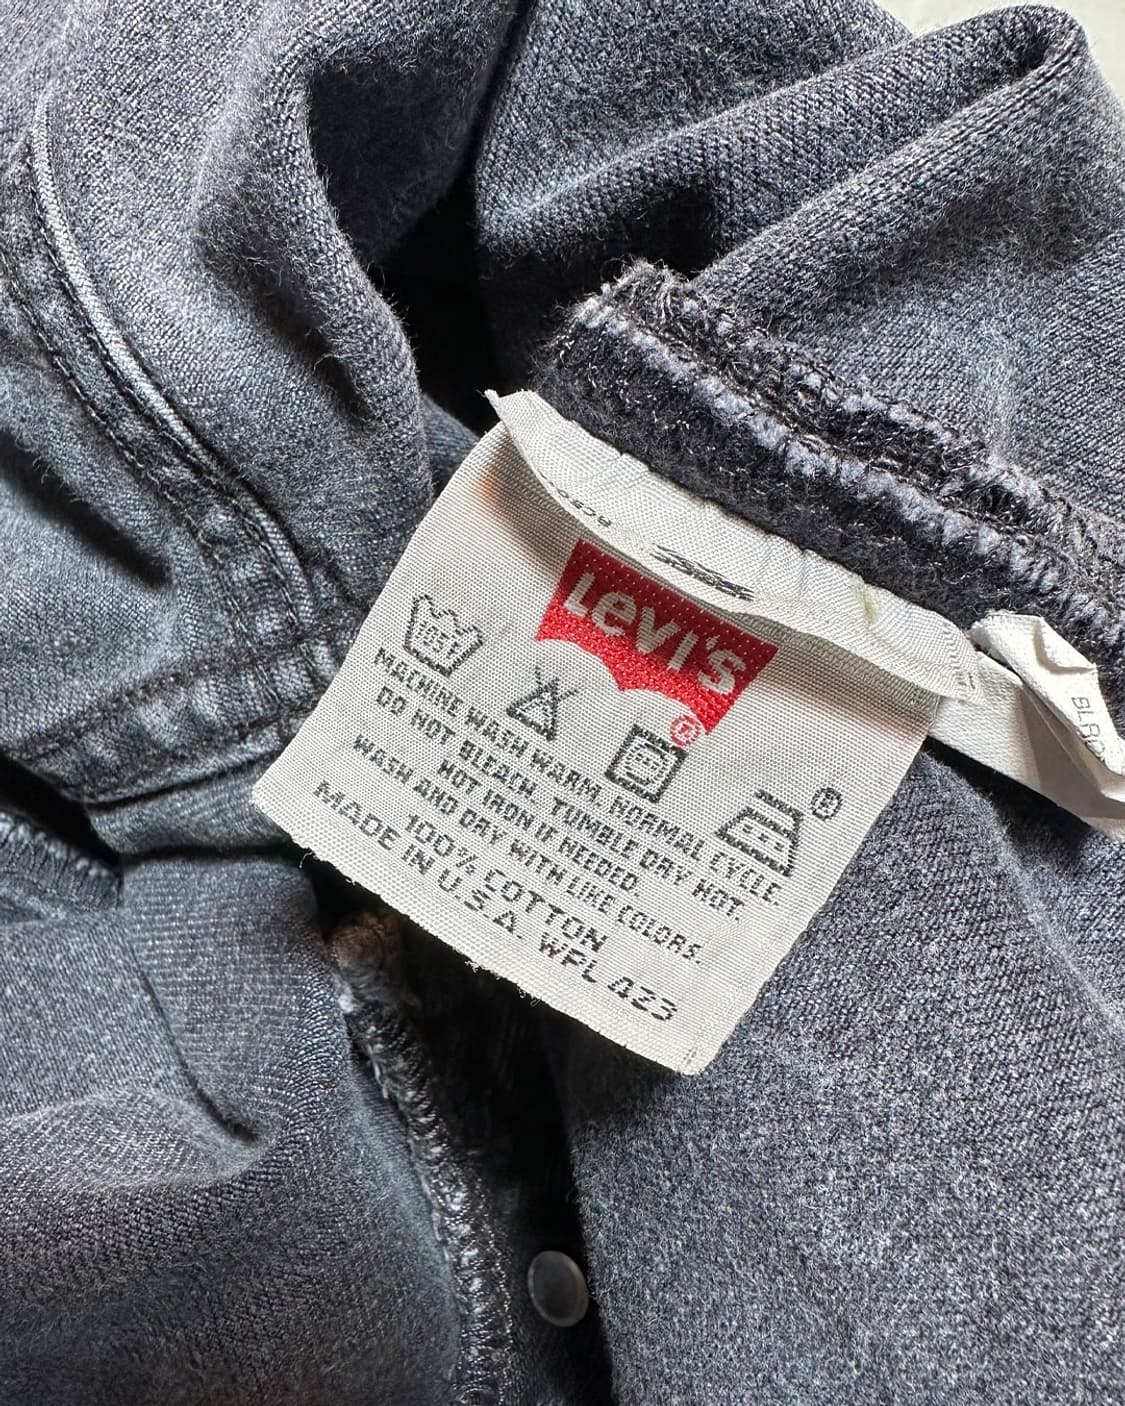 Levi's
®
105F
®
MACHINE WASH WARM, NORMAL CYCLE.
DO NOT BLEACH. TUMBLE DRY HOT.
HOT IRON IF NEEDED.
WASH AND DRY WITH LIKE COLORS.
100% COTTON
MADE IN U.S.A. WPL 423